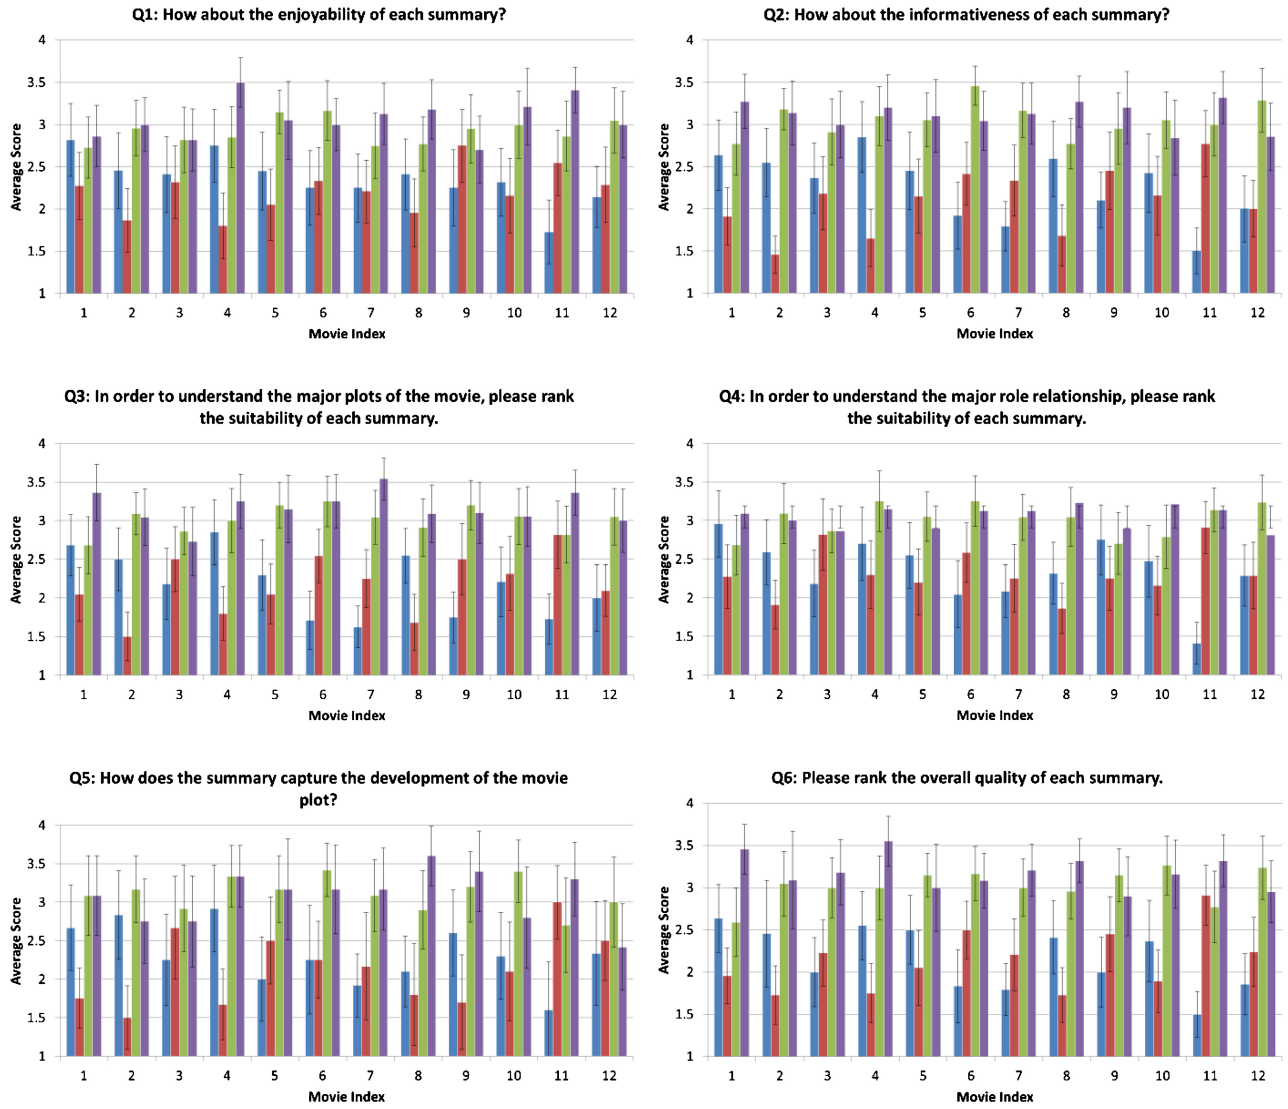 Q1: How about the enjoyability of each summary?
4
3.5
3
2.5
2
1.5
1
Average Score
1 2 3 4 5 6 7 8 9 10 11 12
Movie Index
Q2: How about the informativeness of each summary?
4
3.5
3
2.5
2
1.5
1
Average Score
1 2 3 4 5 6 7 8 9 10 11 12
Movie Index
Q3: In order to understand the major plots of the movie, please rank
the suitability of each summary.
4
3.5
3
2.5
2
1.5
1
Average Score
1 2 3 4 5 6 7 8 9 10 11 12
Movie Index
Q4: In order to understand the major role relationship, please rank
the suitability of each summary.
4
3.5
3
2.5
2
1.5
1
Average Score
1 2 3 4 5 6 7 8 9 10 11 12
Movie Index
Q5: How does the summary capture the development of the movie
plot?
4
3.5
3
2.5
2
1.5
1
Average Score
1 2 3 4 5 6 7 8 9 10 11 12
Movie Index
Q6: Please rank the overall quality of each summary.
4
3.5
3
2.5
2
1.5
1
Average Score
1 2 3 4 5 6 7 8 9 10 11 12
Movie Index